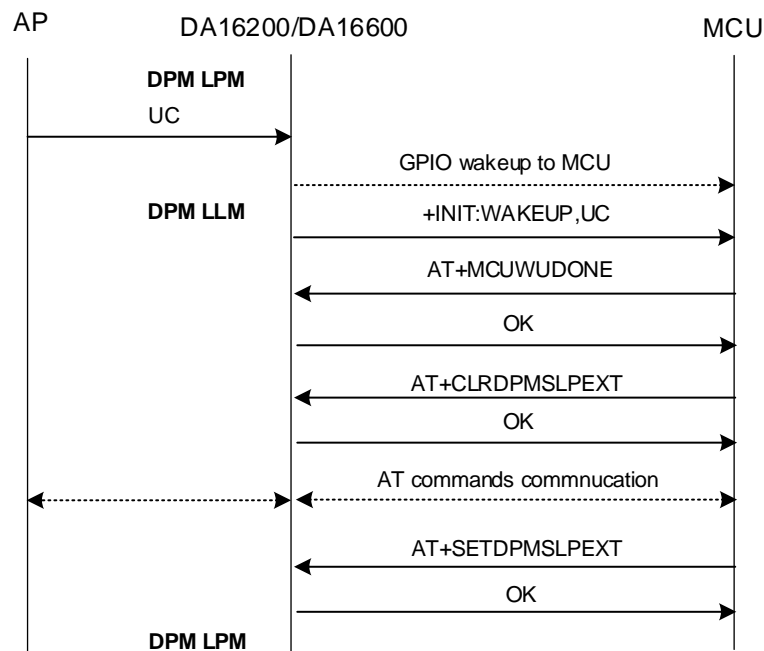 AP
DA16200/DA16600
MCU
DPM LPM
UC
GPIO wakeup to MCU
DPM LLM
+INIT:WAKEUP,UC
AT+MCUWUDONE
OK
AT+CLRDPMSLPEXT
OK
AT commands commnucation
AT+SETDPMSLPEXT
OK
DPM LPM